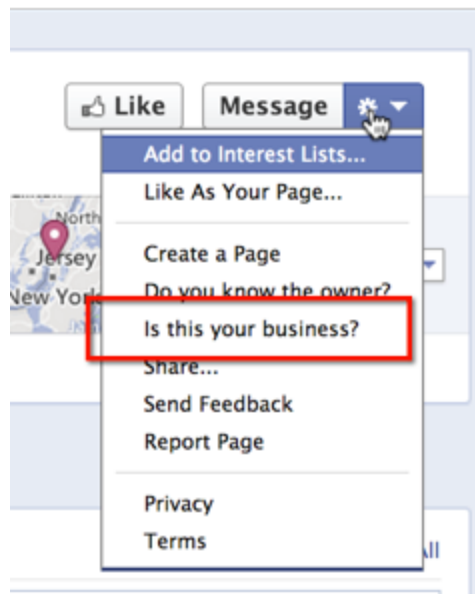 Like
Message
Add to Interest Lists...
Like As Your Page...
North
Jersey
New York
Create a Page
Do you know the owner?
Is this your business?
Share...
Send Feedback
Report Page
Privacy
Terms
All